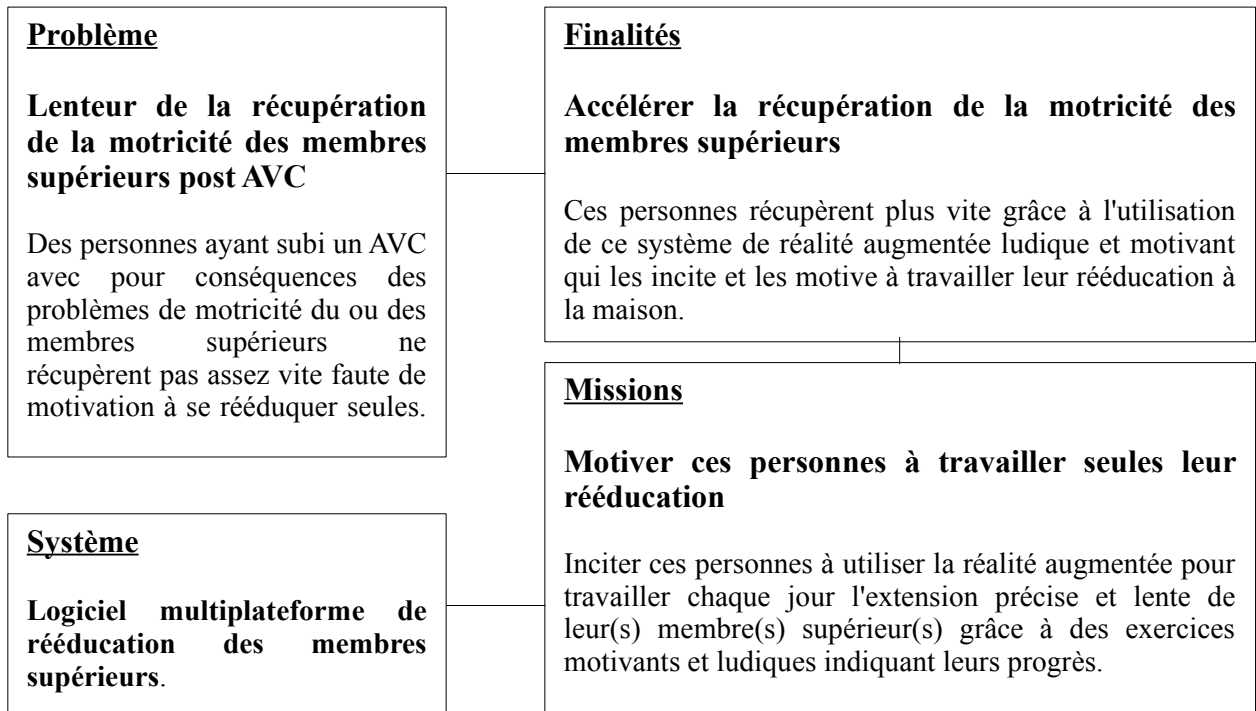 Problème
Lenteur de la récupération
de la motricité des membres
supérieurs post AVC
Des personnes ayant subi un AVC
avec pour conséquences des
problèmes de motricité du ou des
membres supérieurs ne
récupèrent pas assez vite faute de
motivation à se rééduquer seules.
Finalités
Accélérer la récupération de la motricité des
membres supérieurs
Ces personnes récupèrent plus vite grâce à l'utilisation
de ce système de réalité augmentée ludique et motivant
qui les incite et les motive à travailler leur rééducation à
la maison.
Missions
Motiver ces personnes à travailler seules leur
rééducation
Inciter ces personnes à utiliser la réalité augmentée pour
travailler chaque jour l'extension précise et lente de
leur(s) membre(s) supérieur(s) grâce à des exercices
motivants et ludiques indiquant leurs progrès.
Système
Logiciel multiplateforme de
rééducation des membres
supérieurs.